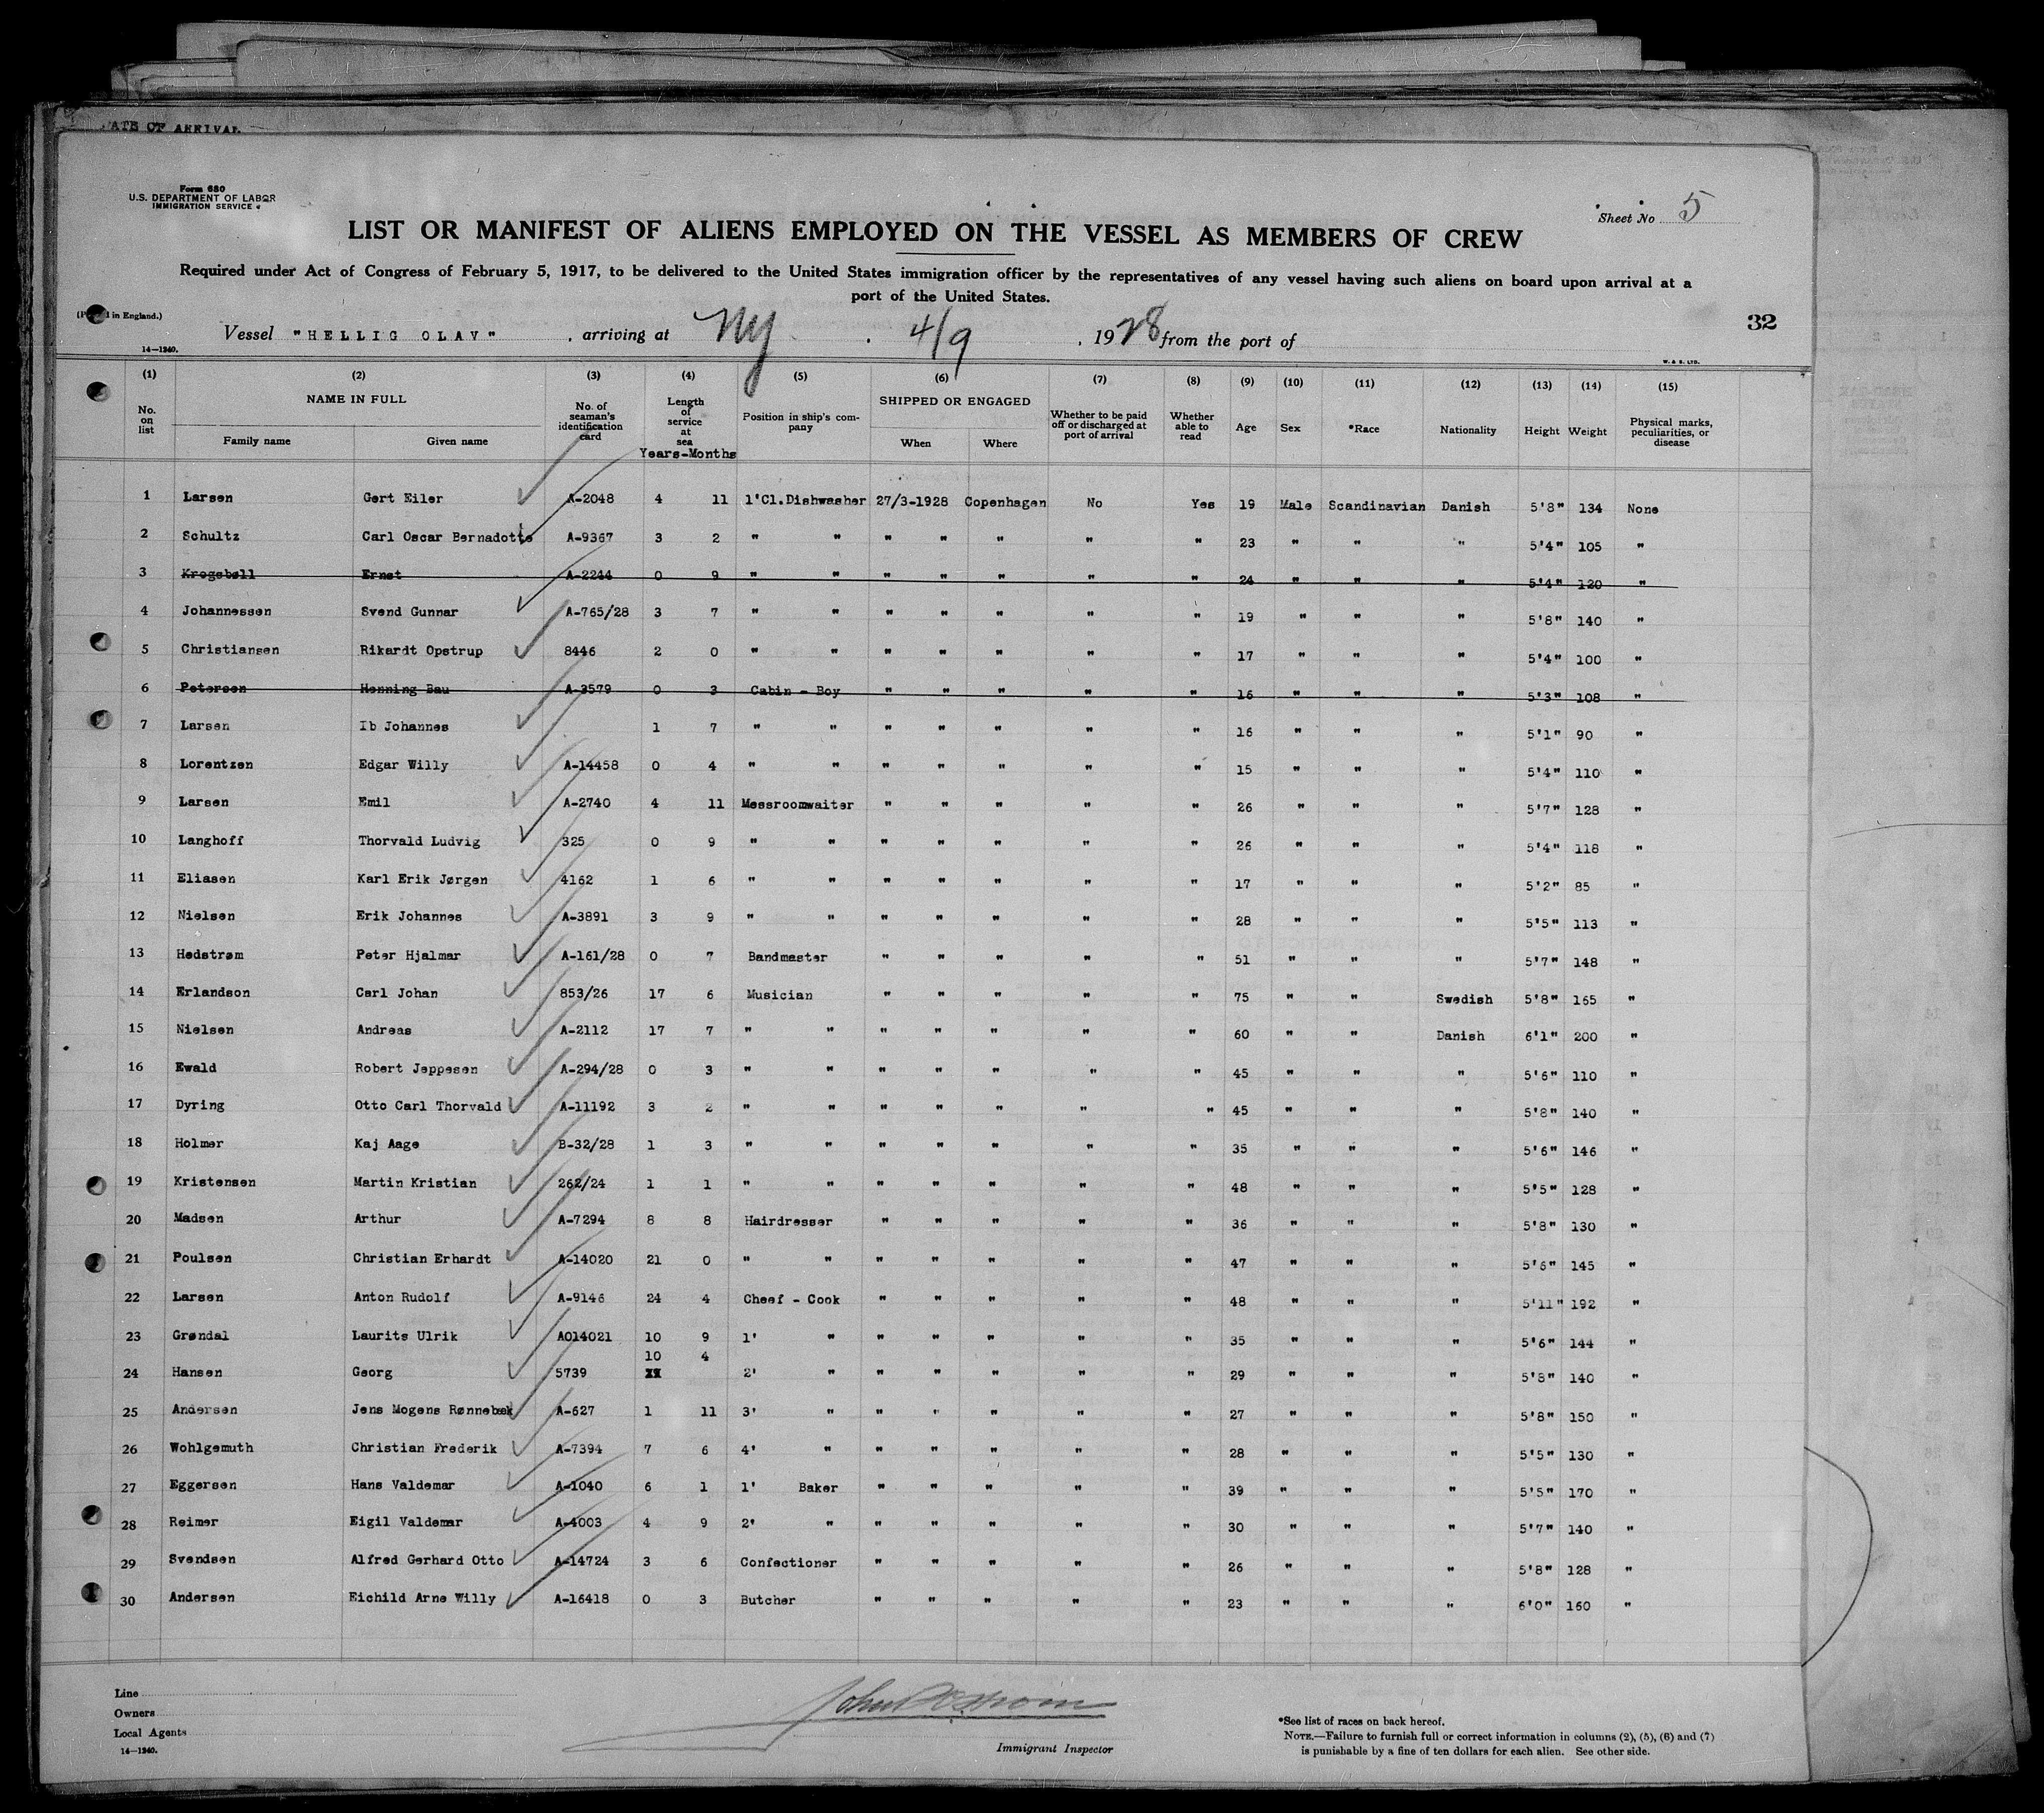 ATE OF ARRIVAL
Form 680
U.S. DEPARTMENT OF LABOR
IMMIGRATION SERVICE
Sheet No 5
LIST OR MANIFEST OF ALIENS EMPLOYED ON THE VESSEL AS MEMBERS OF CREW
Required under Act of Congress of February 5, 1917, to be delivered to the United States immigration officer by the representatives of any vessel having such aliens on board upon arrival at a
port of the United States.
in England.)
32
Vessel "HELLIG OLAV" , arriving at NY . 4/9 , 1928 from the port of
14—1240.
W. & S. LTD.
(1) (2) (3) (4) (5) (6) (7) (8) (9) (10) (11) (12) (13) (14) (15)
No. on list NAME IN FULL Family name Given name No. of seaman's identification card Length of service at sea Years-Months Position in ship's company SHIPPED OR ENGAGED When Where Whether to be paid off or discharged at port of arrival Whether able to read Age Sex *Race Nationality Height Weight Physical marks, peculiarities, or disease
1 Larsen Gert Eiler A-2048 4 11 1'Cl.Dishwasher 27/3-1928 Copenhagen No Yes 19 Male Scandinavian Danish 5'8" 134 None
2 Schultz Carl Oscar Bernadotte A-9367 3 2 " " " " " " " 23 " " " 5'4" 105 "
3 Krogsbøll Ernst A-2244 0 9 " " " " " " " 24 " " " 5'4" 120 "
4 Johannessen Svend Gunnar A-765/28 3 7 " " " " " " " 19 " " " 5'8" 140 "
5 Christiansen Rikardt Opstrup 8446 2 0 " " " " " " " 17 " " " 5'4" 100 "
6 Petersen Henning Bau A-3579 0 3 Cabin - Boy " " " " " 16 " " " 5'3" 108 "
7 Larsen Ib Johannes 1 7 " " " " " " " 16 " " " 5'1" 90 "
8 Lorentzen Edgar Willy A-14458 0 4 " " " " " " " 15 " " " 5'4" 110 "
9 Larsen Emil A-2740 4 11 Messroomwaiter " " " " " 26 " " " 5'7" 128 "
10 Langhoff Thorvald Ludvig 325 0 9 " " " " " " " 26 " " " 5'4" 118 "
11 Eliasen Karl Erik Jørgen 4162 1 6 " " " " " " " 17 " " " 5'2" 85 "
12 Nielsen Erik Johannes A-3891 3 9 " " " " " " " 28 " " " 5'5" 113 "
13 Hedstrøm Peter Hjalmar A-161/28 0 7 Bandmaster " " " " " 51 " " " 5'7" 148 "
14 Erlandson Carl Johan 853/26 17 6 Musician " " " " " 75 " " Swedish 5'8" 165 "
15 Nielsen Andreas A-2112 17 7 " " " " " " " 60 " " Danish 6'1" 200 "
16 Ewald Robert Jeppesen A-294/28 0 3 " " " " " " " 45 " " " 5'6" 110 "
17 Dyring Otto Carl Thorvald A-11192 3 2 " " " " " " " 45 " " " 5'8" 140 "
18 Holmer Kaj Aage B-32/28 1 3 " " " " " " " 35 " " " 5'6" 146 "
19 Kristensen Martin Kristian 262/24 1 1 " " " " " " " 48 " " " 5'5" 128 "
20 Madsen Arthur A-7294 8 8 Hairdresser " " " " " 36 " " " 5'8" 130 "
21 Poulsen Christian Erhardt A-14020 21 0 " " " " " " " 47 " " " 5'6" 145 "
22 Larsen Anton Rudolf A-9146 24 4 Cheef - Cook " " " " " 48 " " " 5'11" 192 "
23 Grøndal Laurits Ulrik A014021 10 9 1' " " " " " " 35 " " " 5'6" 144 "
10 4
24 Hansen Georg 5739 2' " " " " " " 29 " " " 5'8" 140 "
25 Andersen Jens Mogens Rønnebæk A-627 1 11 3' " " " " " " 27 " " " 5'8" 150 "
26 Wohlgemuth Christian Frederik A-7394 7 6 4' " " " " " " 28 " " " 5'5" 130 "
27 Eggersen Hans Valdemar A-1040 6 1 1' Baker " " " " " 39 " " " 5'5" 170 "
28 Reimer Eigil Valdemar A-4003 4 9 2' " " " " " " 30 " " " 5'7" 140 "
29 Svendsen Alfred Gerhard Otto A-14724 3 6 Confectioner " " " " " 26 " " " 5'8" 128 "
30 Andersen Eichild Arne Willy A-16418 0 3 Butcher " " " " " 23 " " " 6'0" 160 "
Line
Owners
Local Agents
14—1240.
Immigrant Inspector
*See list of races on back hereof.
NOTE.—Failure to furnish full or correct information in columns (2), (5), (6) and (7)
is punishable by a fine of ten dollars for each alien. See other side.